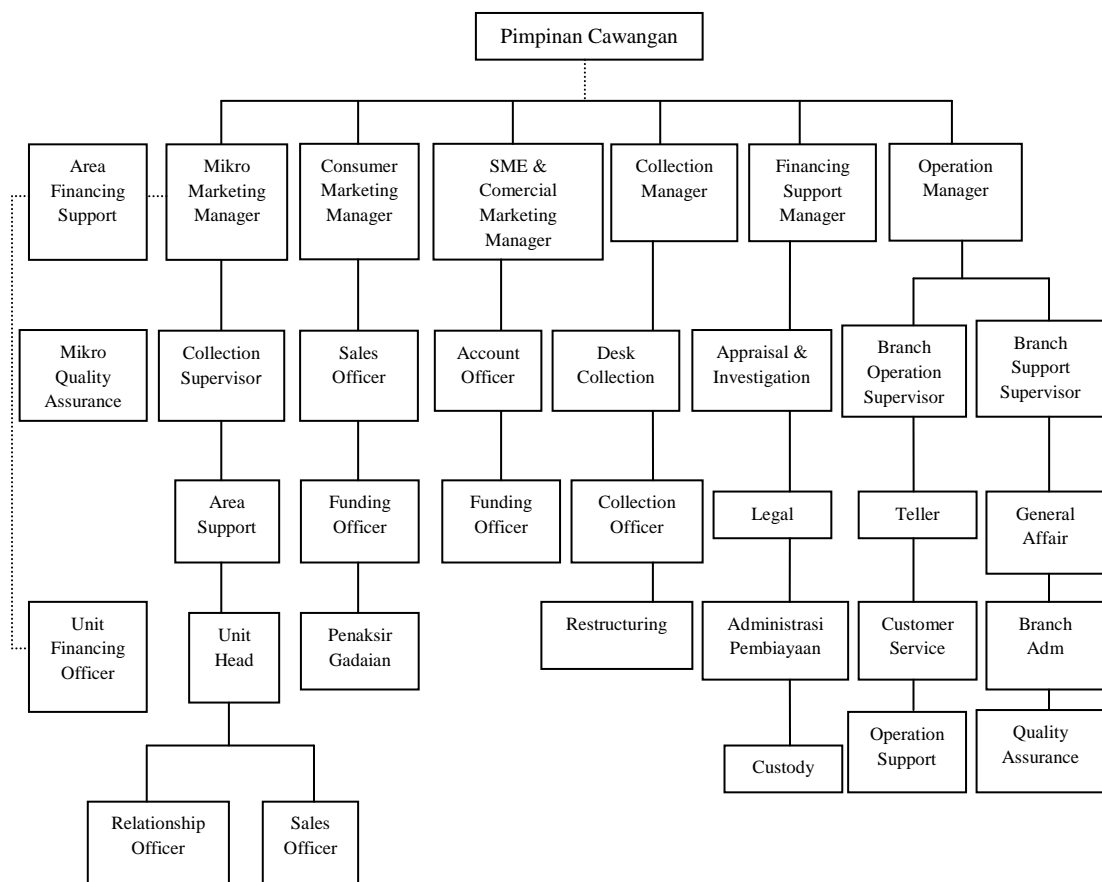 Pimpinan Cawangan
Area
Financing
Support
Mikro
Marketing
Manager
Consumer
Marketing
Manager
SME &
Comercial
Marketing
Manager
Collection
Manager
Financing
Support
Manager
Operation
Manager
Mikro
Quality
Assurance
Collection
Supervisor
Sales
Officer
Account
Officer
Desk
Collection
Appraisal &
Investigation
Branch
Operation
Supervisor
Branch
Support
Supervisor
Area
Support
Funding
Officer
Funding
Officer
Collection
Officer
Legal
Teller
General
Affair
Unit
Financing
Officer
Unit
Head
Penaksir
Gadaian
Restructuring
Administrasi
Pembiayaan
Customer
Service
Branch
Adm
Custody
Operation
Support
Quality
Assurance
Relationship
Officer
Sales
Officer